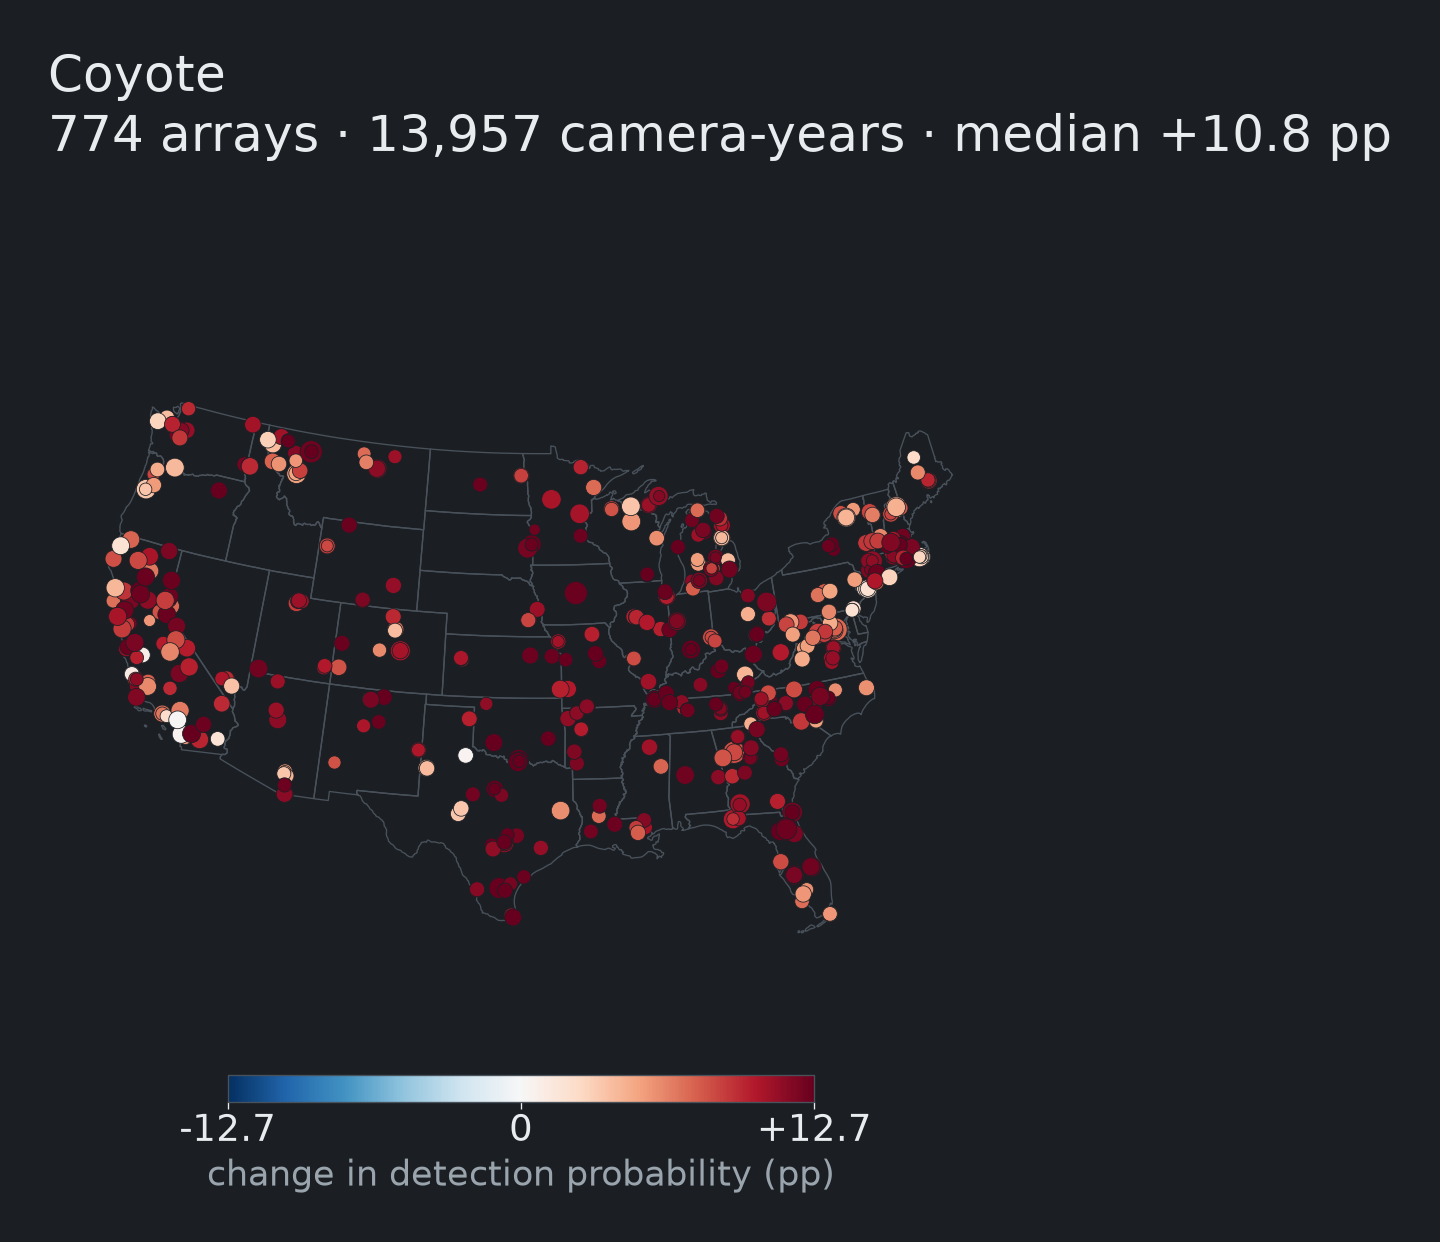 Coyote
774 arrays · 13,957 camera-years · median +10.8 pp
-12.7 0 +12.7
change in detection probability (pp)